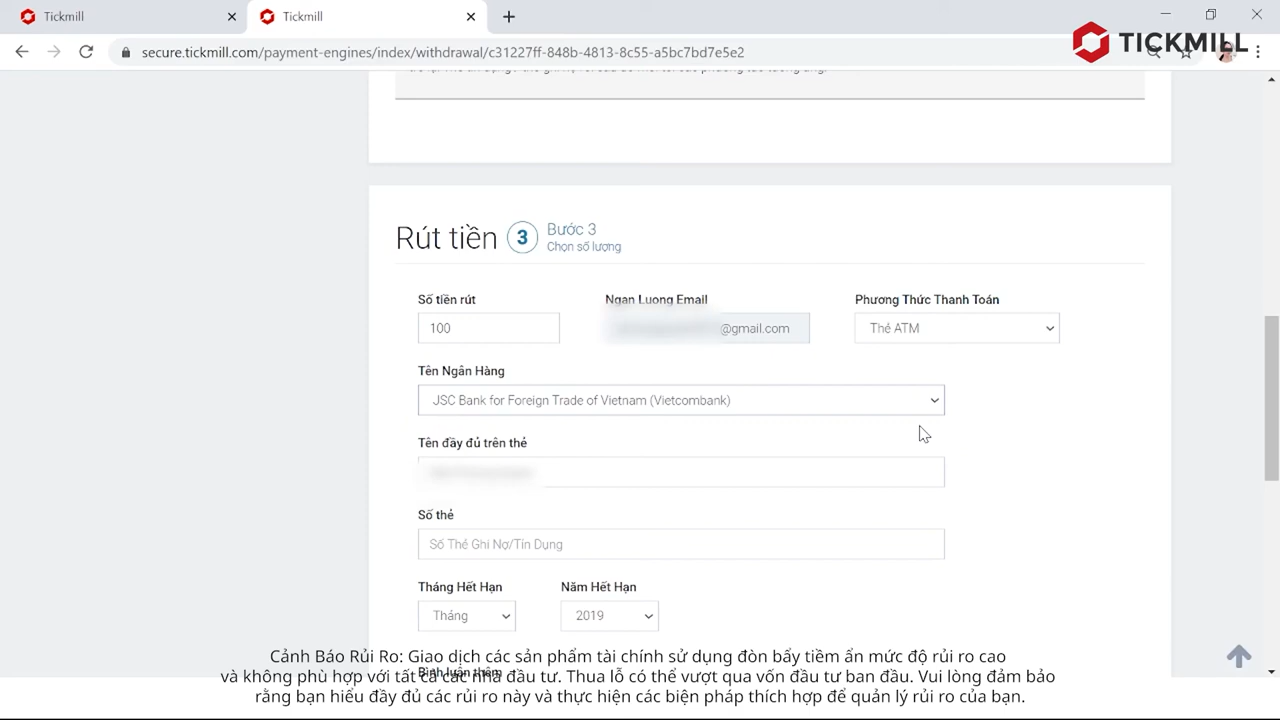 Tickmill
Tickmill
secure.tickmill.com/payment-engines/index/withdrawal/c31227ff-848b-4813-8c55-a5bc7bd7e5e2
TICKMILL
Rút tiền 3 Bước 3
Chọn số lượng
Số tiền rút
Ngan Luong Email
Phương Thức Thanh Toán
100
@gmail.com
Thẻ ATM
Tên Ngân Hàng
JSC Bank for Foreign Trade of Vietnam (Vietcombank)
Tên đầy đủ trên thẻ
Số thẻ
Số Thẻ Ghi Nợ/Tín Dụng
Tháng Hết Hạn
Năm Hết Hạn
Tháng
2019
Bình luận thêm
Cảnh Báo Rủi Ro: Giao dịch các sản phẩm tài chính sử dụng đòn bẩy tiềm ẩn mức độ rủi ro cao
và không phù hợp với tất cả các nhà đầu tư. Thua lỗ có thể vượt qua vốn đầu tư ban đầu. Vui lòng đảm bảo
rằng bạn hiểu đầy đủ các rủi ro này và thực hiện các biện pháp thích hợp để quản lý rủi ro của bạn.